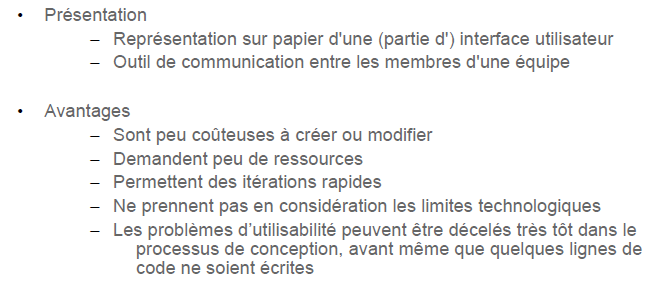 • Présentation
– Représentation sur papier d'une (partie d') interface utilisateur
– Outil de communication entre les membres d'une équipe
• Avantages
– Sont peu coûteuses à créer ou modifier
– Demandent peu de ressources
– Permettent des itérations rapides
– Ne prennent pas en considération les limites technologiques
– Les problèmes d’utilisabilité peuvent être décelés très tôt dans le
processus de conception, avant même que quelques lignes de
code ne soient écrites